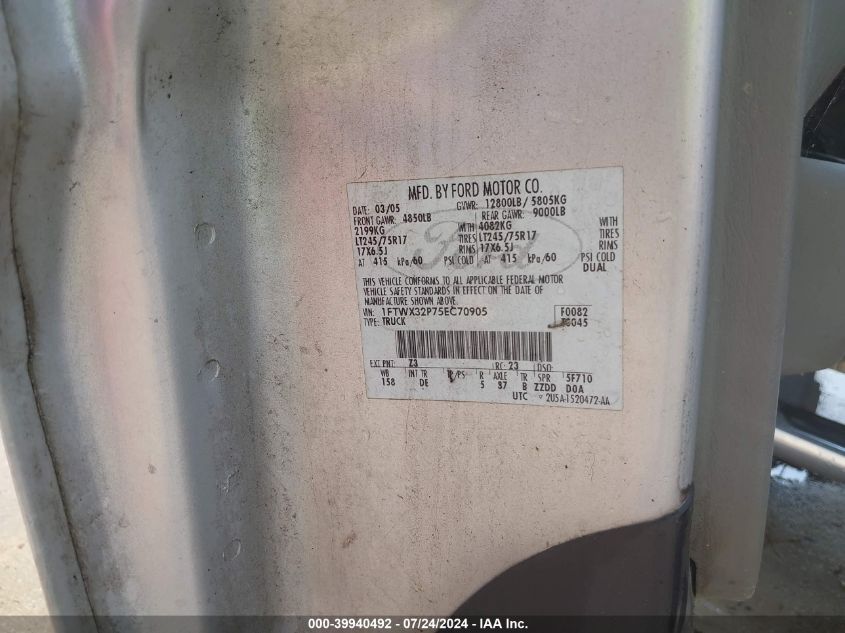 MFD. BY FORD MOTOR CO.
DATE: 03/05 GVWR: 12800LB/ 5805KG
FRONT GAWR: 4850LB REAR GAWR: 9000LB
2199KG WITH 4082KG WITH
LT245/75R17 TIRES LT245/75R17 TIRES
17X6.5J RIMS 17X6.5J RIMS
AT 415 kPa/60 PSI COLD AT 415 kPa/60 PSI COLD
DUAL
Ford
THIS VEHICLE CONFORMS TO ALL APPLICABLE FEDERAL MOTOR
VEHICLE SAFETY STANDARDS IN EFFECT ON THE DATE OF
MANUFACTURE SHOWN ABOVE.
VIN: 1FTWX32P75EC70905 F0082
TYPE: TRUCK T0045
EXT PNT: Z3 RC: 23 DSO:
WB INT TR TP/PS R AXLE TR SPR 5F710
158 DE 5 87 B ZZDD D0A
UTC 2U5A-1520472-AA
000-39940492 - 07/24/2024 - IAA Inc.